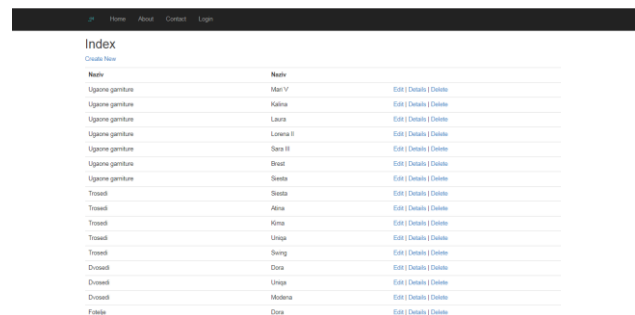 Home About Contact Login
Index
Create New
Naziv Naziv
Ugaone garniture Mari V Edit | Details | Delete
Ugaone garniture Kalina Edit | Details | Delete
Ugaone garniture Laura Edit | Details | Delete
Ugaone garniture Lorena II Edit | Details | Delete
Ugaone garniture Sara III Edit | Details | Delete
Ugaone garniture Brest Edit | Details | Delete
Ugaone garniture Siesta Edit | Details | Delete
Trosedi Siesta Edit | Details | Delete
Trosedi Atina Edit | Details | Delete
Trosedi Kima Edit | Details | Delete
Trosedi Uniqa Edit | Details | Delete
Trosedi Swing Edit | Details | Delete
Dvosedi Dora Edit | Details | Delete
Dvosedi Uniqa Edit | Details | Delete
Dvosedi Modena Edit | Details | Delete
Fotelje Dora Edit | Details | Delete